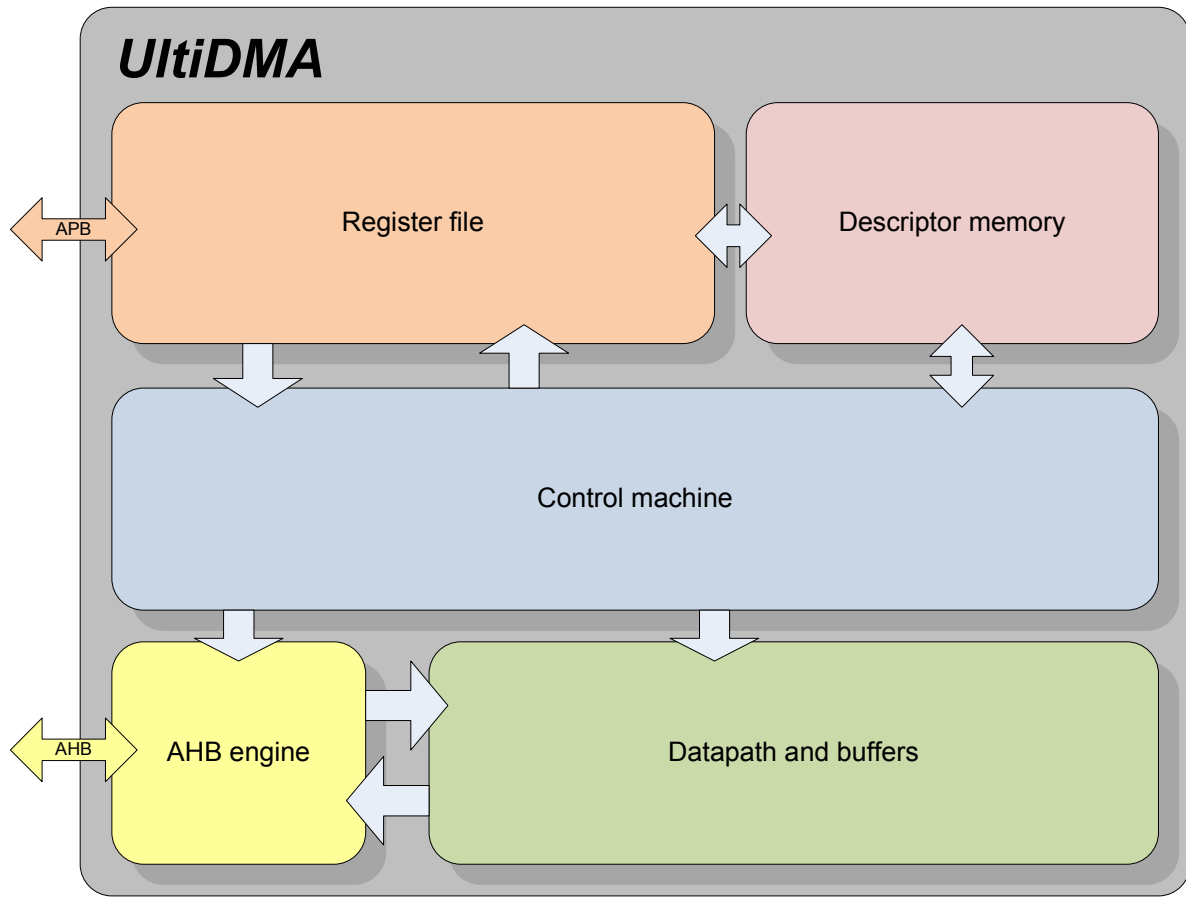 UltiDMA
Register file
Descriptor memory
APB
Control machine
AHB engine
Datapath and buffers
AHB